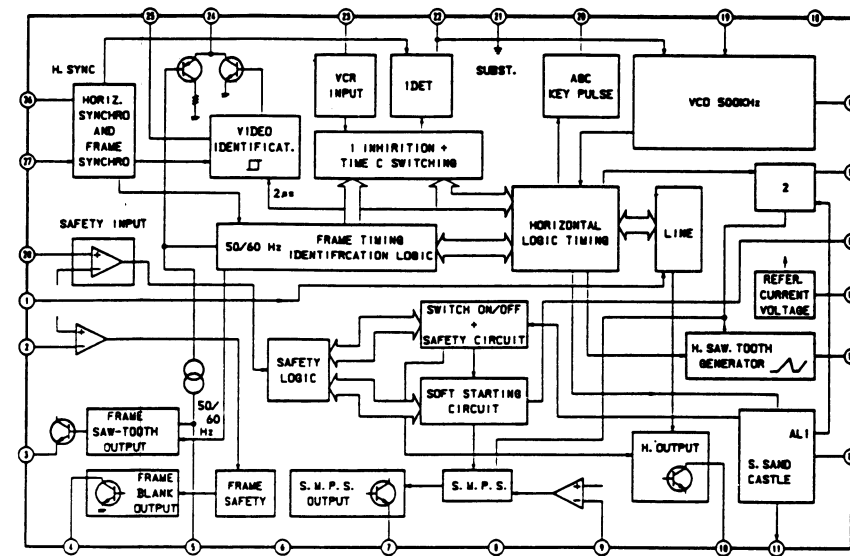 25
24
23
22
21
20
19
18
H. SYNC
SUBST.
HORIZ.
SYNCHRO
AND
FRAME
SYNCHRO
VCR
INPUT
1DET
ABC
KEY PULSE
VCD 500KHz
26
27
VIDEO
IDENTIFICAT.
1 INHIRITION +
TIME C SWITCHING
2µs
2
SAFETY INPUT
50/60 Hz
FRAME TIMING
IDENTIFRCATION LOGIC
HORIZONTAL
LOGIC TIMING
LINE
28
+
−
1
REFER.
CURRENT
VOLTAGE
SWITCH ON/OFF
+
SAFETY CIRCUIT
2
+
−
SAFETY
LOGIC
H. SAW. TOOTH
GENERATOR
SOFT STARTING
CIRCUIT
50/
60
Hz
FRAME
SAW-TOOTH
OUTPUT
3
AL1
H. OUTPUT
S. SAND
CASTLE
FRAME
BLANK
OUTPUT
FRAME
SAFETY
S. M. P. S.
OUTPUT
S. M. P. S.
+
−
4
5
6
7
8
9
10
11